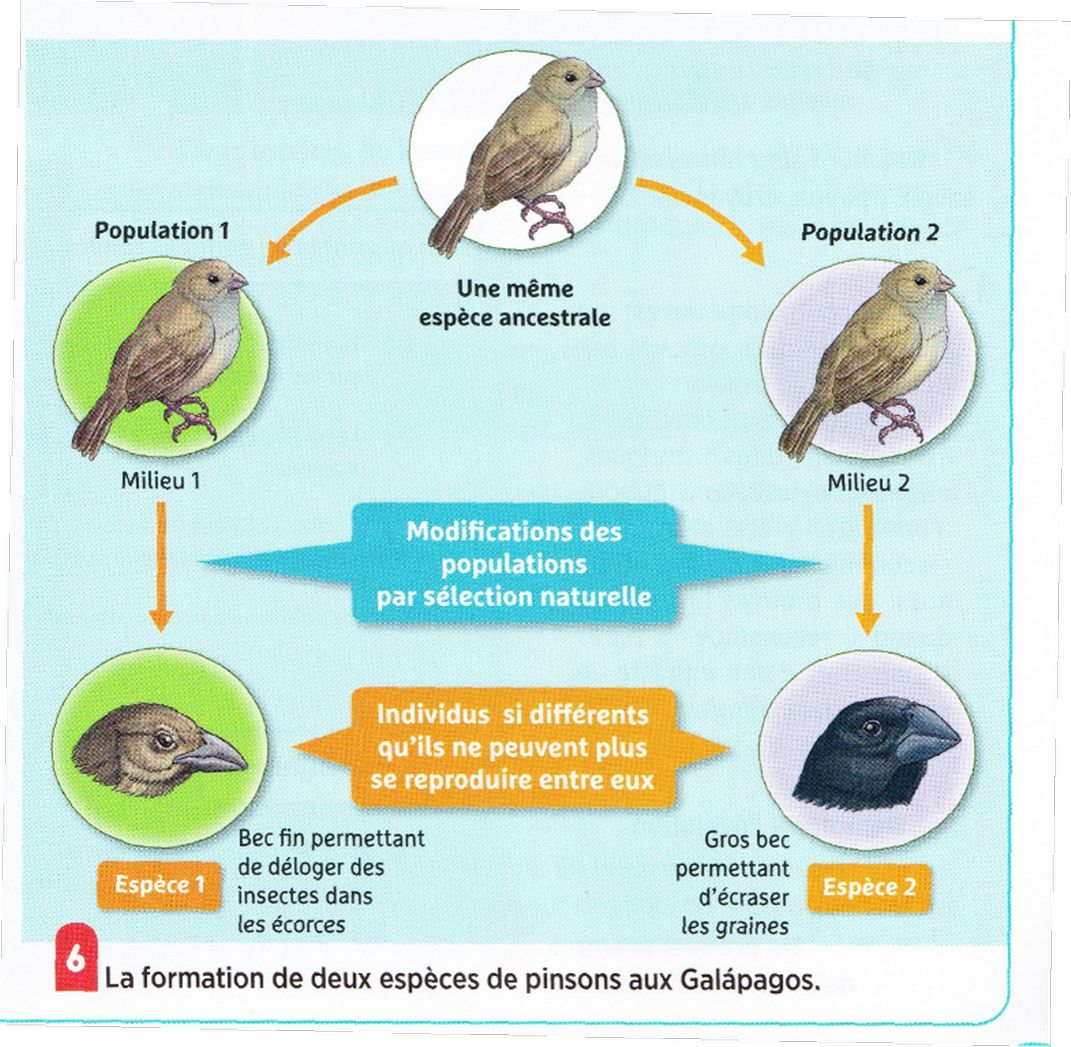 Population 1
Population 2
Une même
espèce ancestrale
Milieu 1
Milieu 2
Modifications des
populations
par sélection naturelle
Individus si différents
qu'ils ne peuvent plus
se reproduire entre eux
Bec fin permettant
de déloger des
insectes dans
les écorces
Espèce 1
Gros bec
permettant
d'écraser
les graines
Espèce 2
6
La formation de deux espèces de pinsons aux Galápagos.